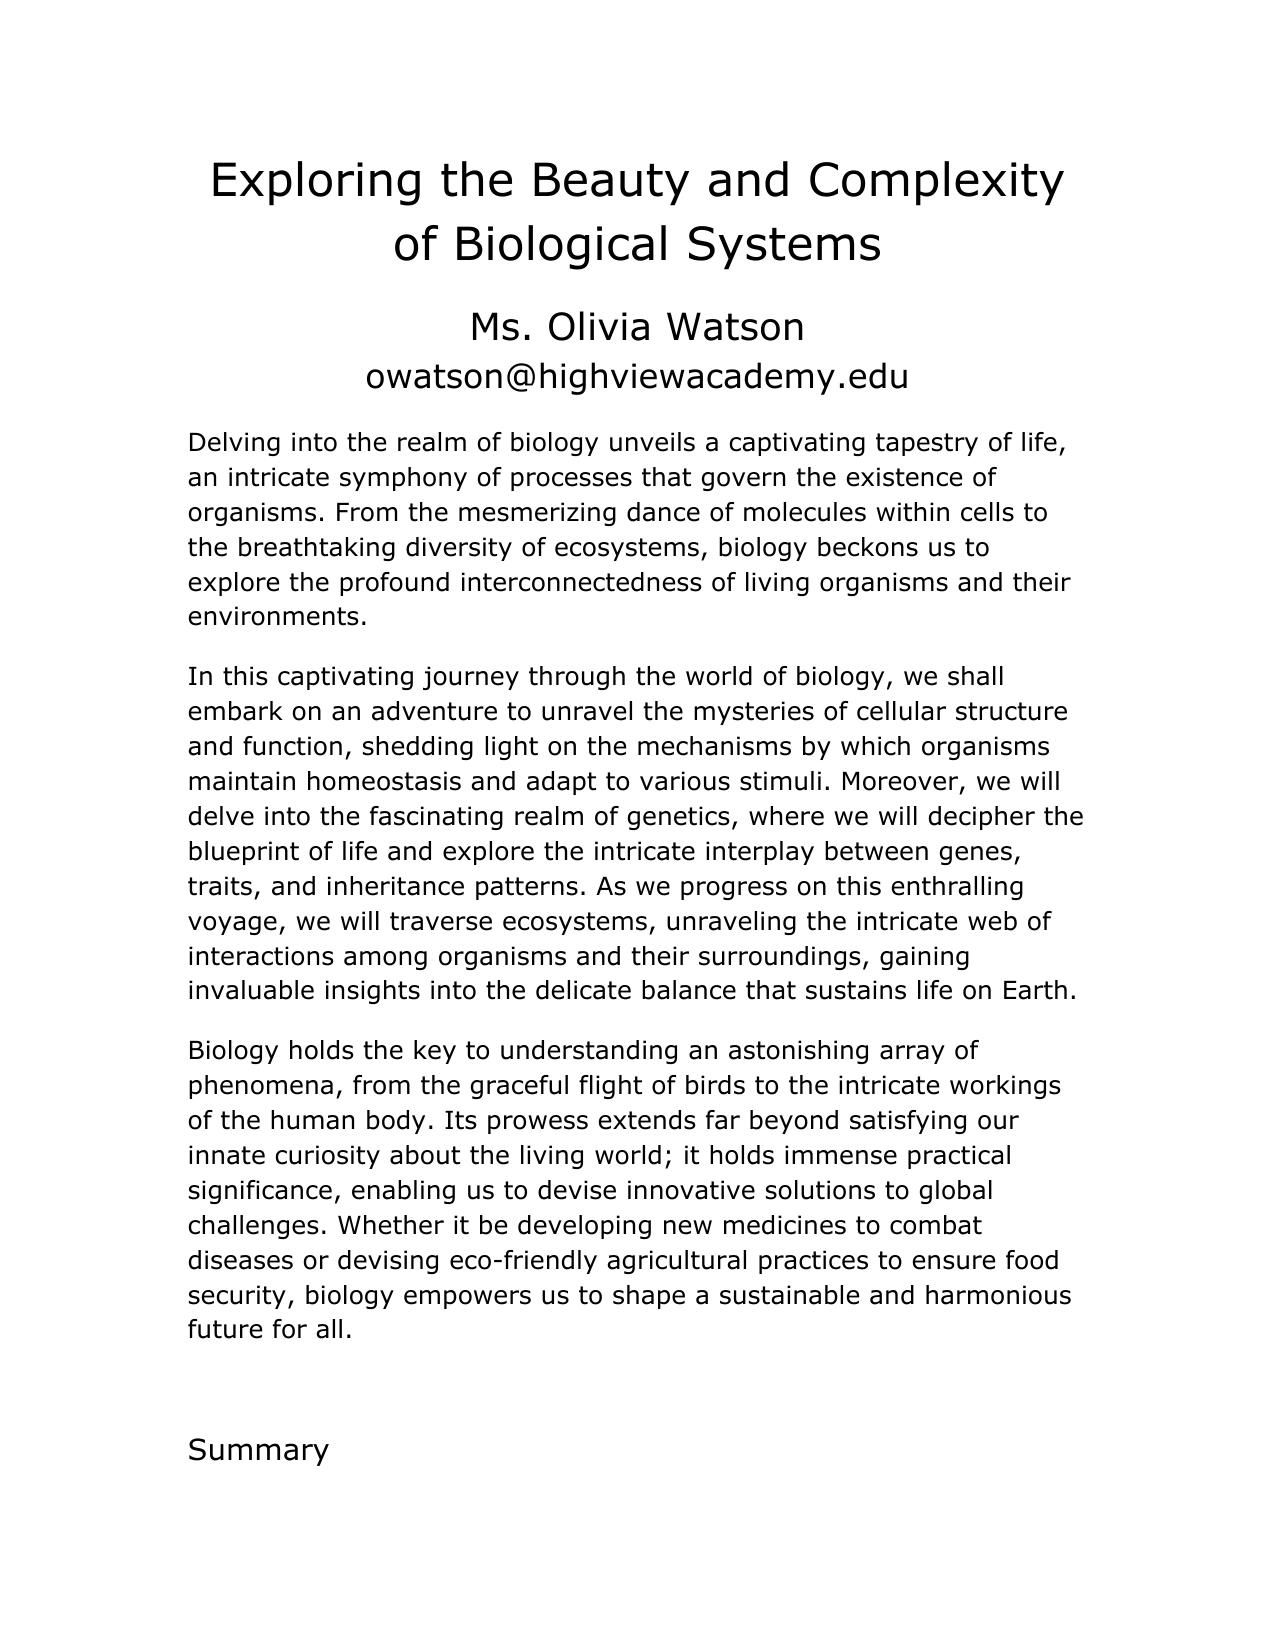 Exploring the Beauty and Complexity
of Biological Systems
Ms. Olivia Watson
owatson@highviewacademy.edu
Delving into the realm of biology unveils a captivating tapestry of life,
an intricate symphony of processes that govern the existence of
organisms. From the mesmerizing dance of molecules within cells to
the breathtaking diversity of ecosystems, biology beckons us to
explore the profound interconnectedness of living organisms and their
environments.
In this captivating journey through the world of biology, we shall
embark on an adventure to unravel the mysteries of cellular structure
and function, shedding light on the mechanisms by which organisms
maintain homeostasis and adapt to various stimuli. Moreover, we will
delve into the fascinating realm of genetics, where we will decipher the
blueprint of life and explore the intricate interplay between genes,
traits, and inheritance patterns. As we progress on this enthralling
voyage, we will traverse ecosystems, unraveling the intricate web of
interactions among organisms and their surroundings, gaining
invaluable insights into the delicate balance that sustains life on Earth.
Biology holds the key to understanding an astonishing array of
phenomena, from the graceful flight of birds to the intricate workings
of the human body. Its prowess extends far beyond satisfying our
innate curiosity about the living world; it holds immense practical
significance, enabling us to devise innovative solutions to global
challenges. Whether it be developing new medicines to combat
diseases or devising eco-friendly agricultural practices to ensure food
security, biology empowers us to shape a sustainable and harmonious
future for all.
Summary